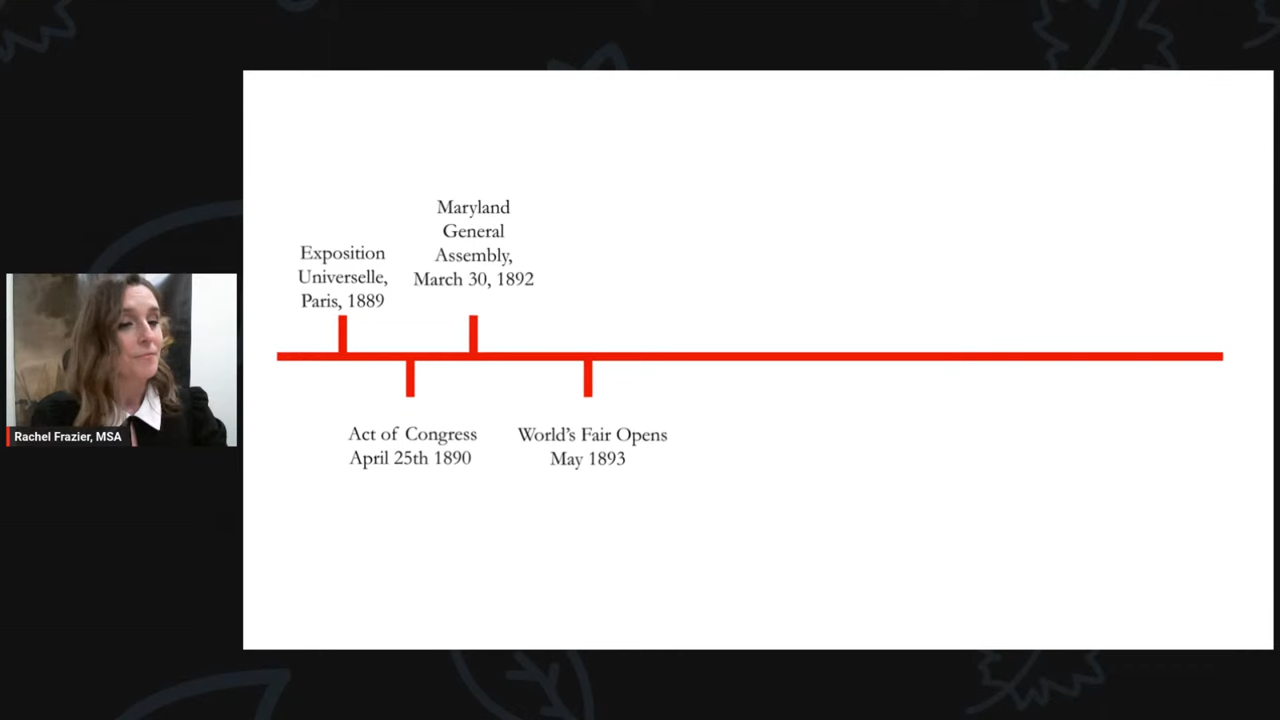 Maryland
General
Assembly,
March 30, 1892
Exposition
Universelle,
Paris, 1889
Act of Congress
April 25th 1890
World's Fair Opens
May 1893
Rachel Frazier, MSA